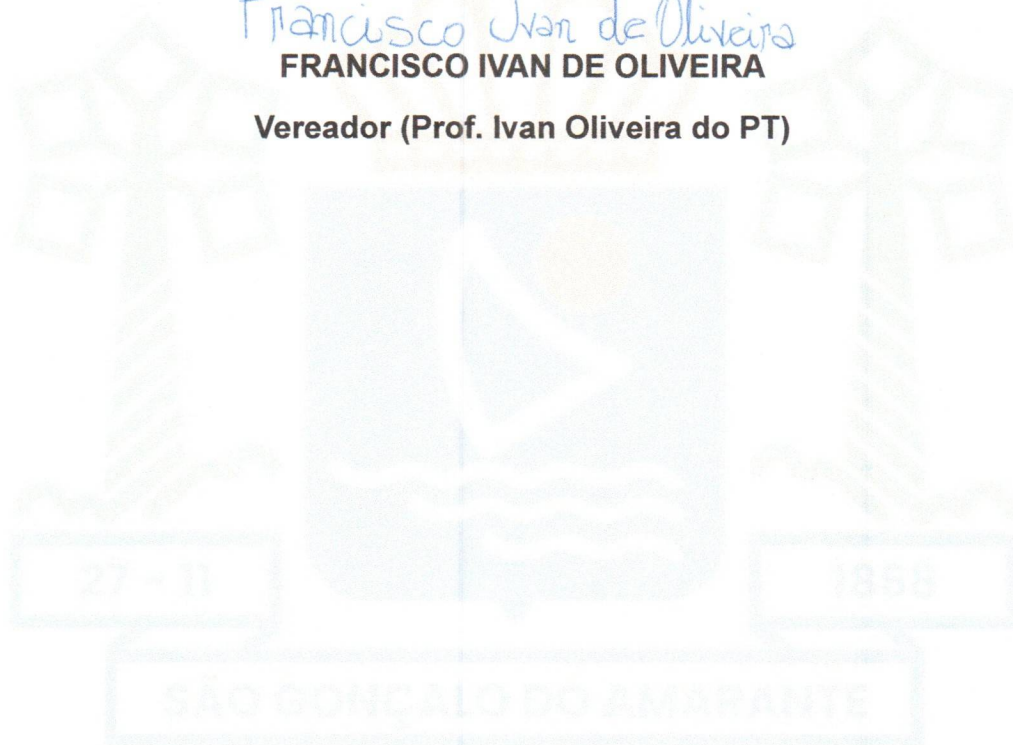 Francisco Ivan de Oliveira
FRANCISCO IVAN DE OLIVEIRA
Vereador (Prof. Ivan Oliveira do PT)
27 - 11
1868
SÃO GONÇALO DO AMARANTE